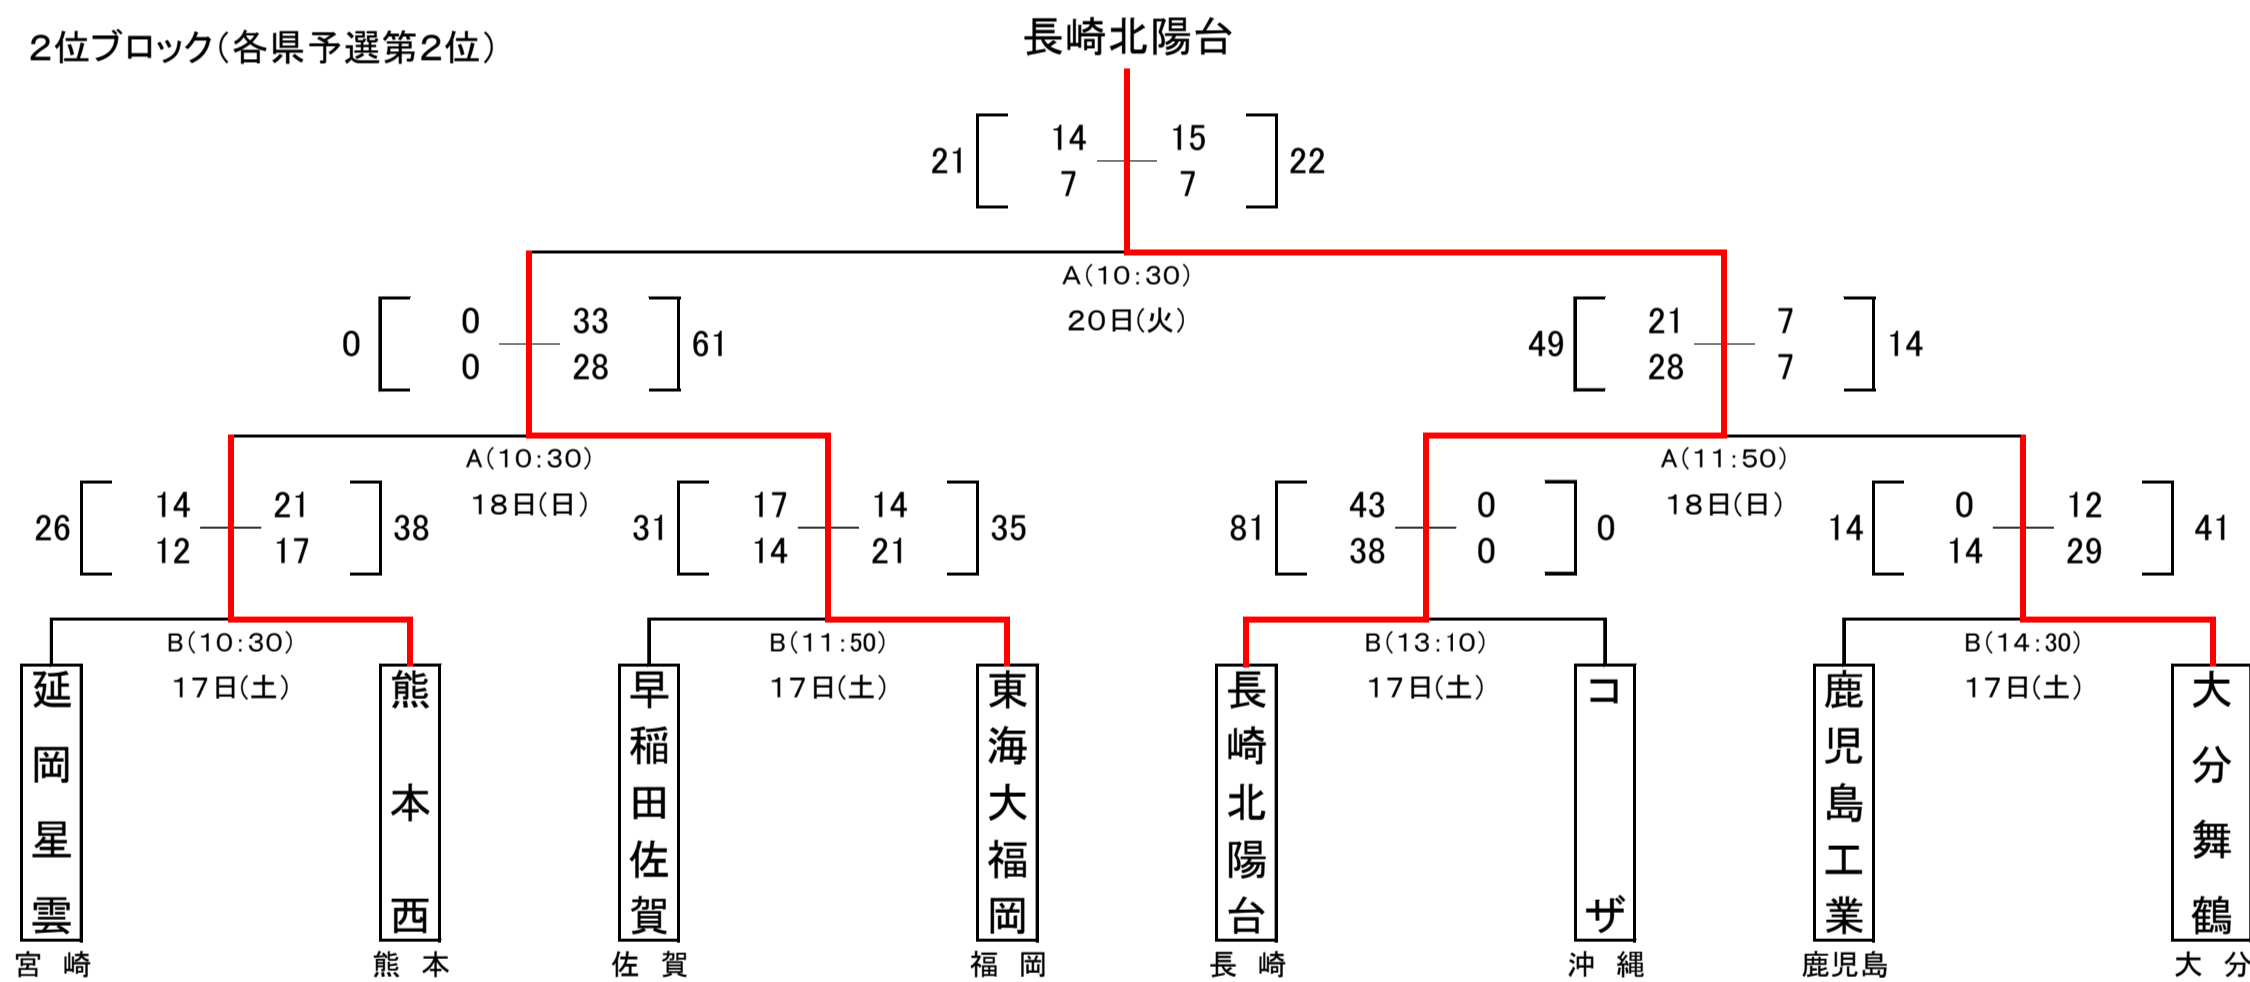 長崎北陽台
2位ブロック(各県予選第2位)
14 15
21 22
7 7
A(10:30)
20日(火)
0 33
0 61
0 28
21 7
49 14
28 7
A(10:30)
18日(日)
A(11:50)
18日(日)
14 21
26 38
12 17
17 14
31 35
14 21
43 0
81 0
38 0
0 12
14 41
14 29
B(10:30)
17日(土)
B(11:50)
17日(土)
B(13:10)
17日(土)
B(14:30)
17日(土)
延岡星雲
熊本西
早稲田佐賀
東海大福岡
長崎北陽台
コザ
鹿児島工業
大分舞鶴
宮崎 熊本 佐賀 福岡 長崎 沖縄 鹿児島 大分